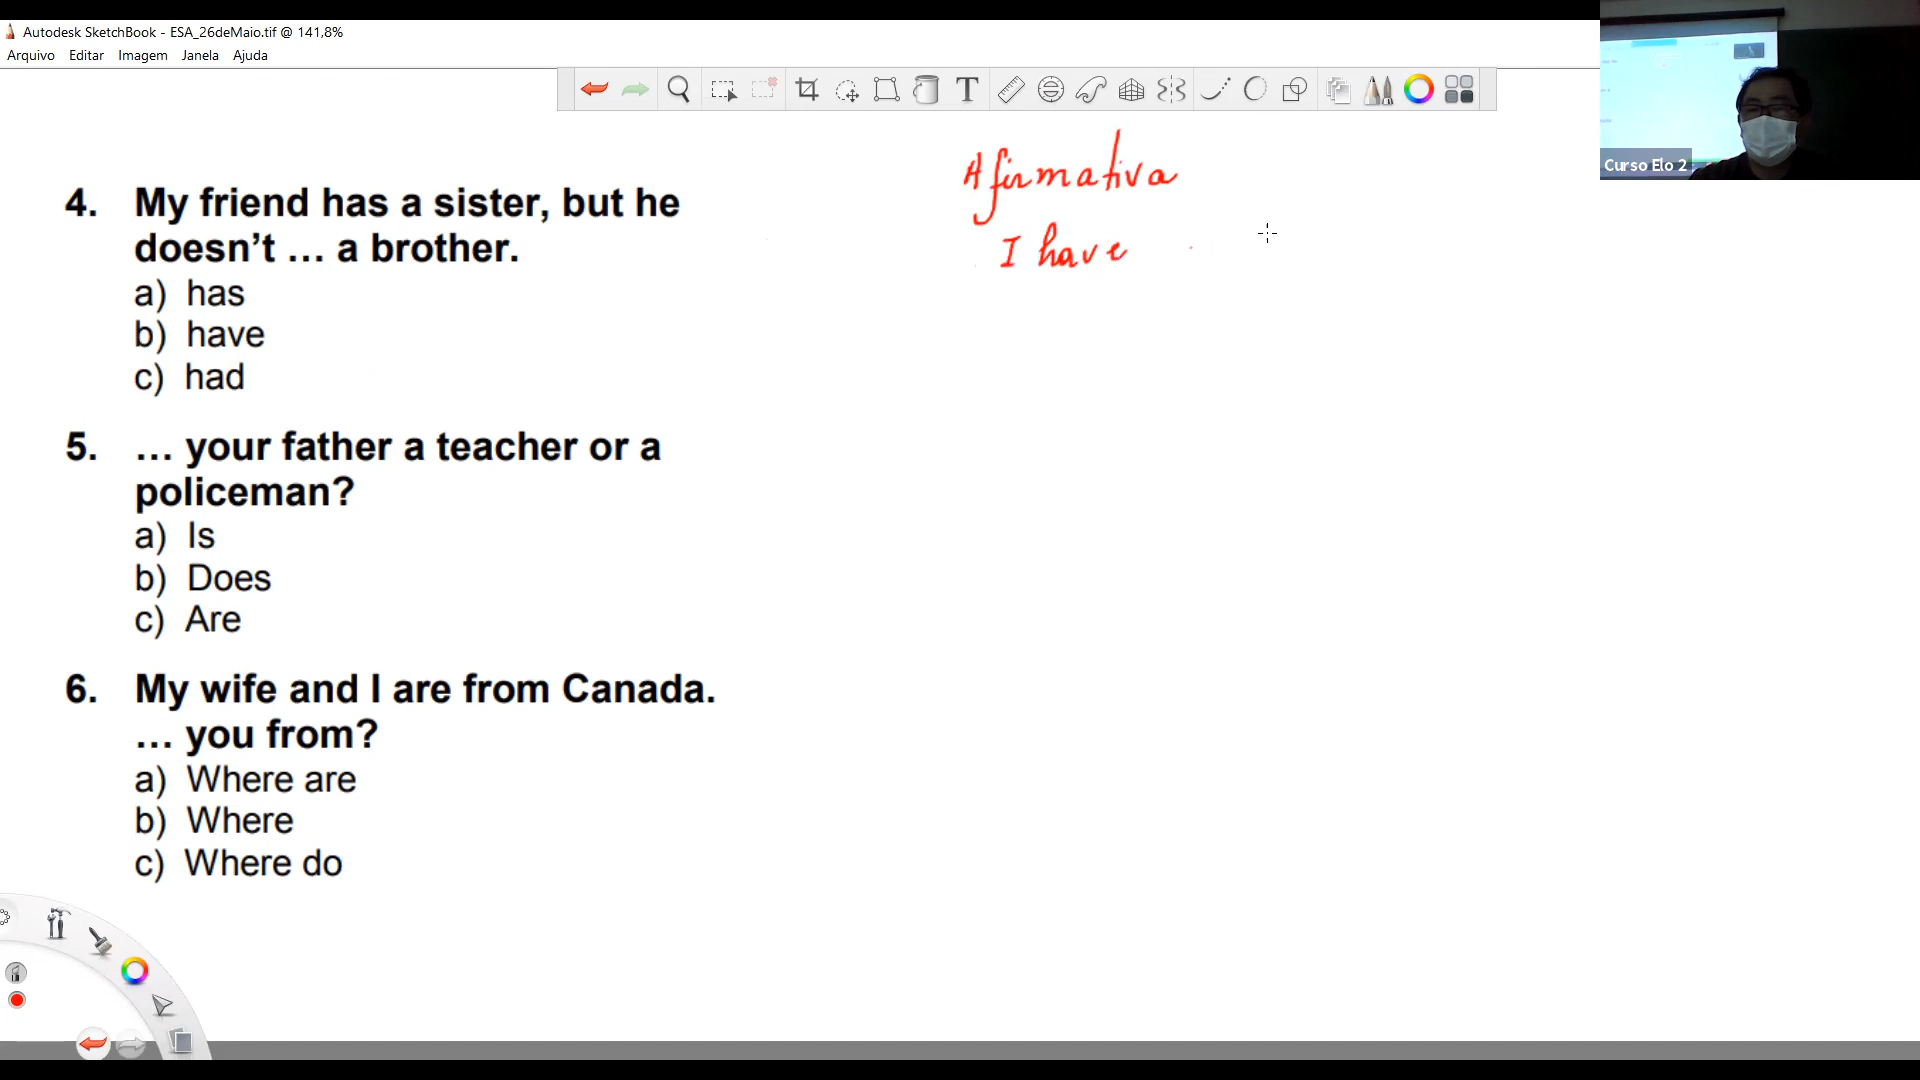 Autodesk SketchBook - ESA_26deMaio.tif @ 141,8%
Arquivo Editar Imagem Janela Ajuda
T
Curso Elo 2
Afirmativa
I have
4. My friend has a sister, but he
doesn’t … a brother.
a) has
b) have
c) had
5. … your father a teacher or a
policeman?
a) Is
b) Does
c) Are
6. My wife and I are from Canada.
… you from?
a) Where are
b) Where
c) Where do